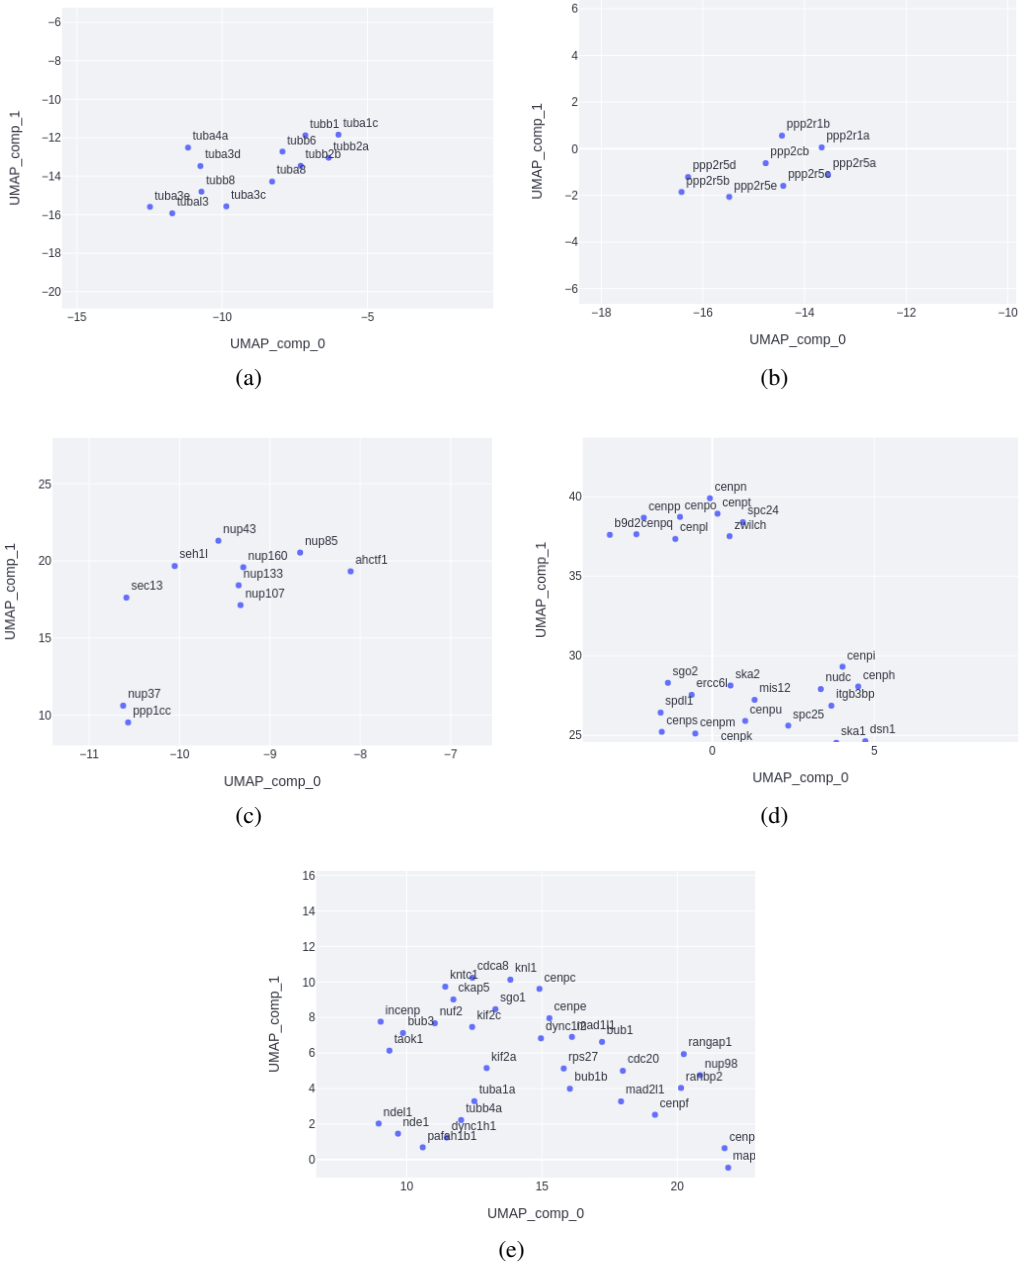 −6
−8
−10
−12
−14
−16
−18
−20
UMAP_comp_1
tubb1 tuba1c
tuba4a
tubb6
tubb2a
tuba3d
tubb2b
tuba8
tubb8
tuba3e
tuba3c
tubal3
−15 −10 −5
UMAP_comp_0
(a)
6
4
2
0
−2
−4
−6
UMAP_comp_1
ppp2r1b
ppp2r1a
ppp2cb
ppp2r5d
ppp2r5a
ppp2r5c
ppp2r5b
ppp2r5e
−18 −16 −14 −12 −10
UMAP_comp_0
(b)
25
20
15
10
UMAP_comp_1
nup43
nup85
seh1l
nup160
ahctf1
nup133
sec13
nup107
nup37
ppp1cc
−11 −10 −9 −8 −7
UMAP_comp_0
(c)
40
35
30
25
UMAP_comp_1
cenpn
cenpp cenpo cenpt
spc24
b9d2 cenpq cenpl zwilch
cenpi
sgo2 ska2 nudc cenph
ercc6l mis12 itgb3bp
spdl1 cenpu spc25
cenps cenpm
cenpk ska1 dsn1
0 5
UMAP_comp_0
(d)
16
14
12
10
8
6
4
2
0
UMAP_comp_1
cdca8 knl1
kntc1 cenpc
ckap5
sgo1
incenp nuf2 kif2c cenpe
bub3 dync1i2 mad1l1
bub1
taok1 rangap1
kif2a rps27 cdc20 nup98
bub1b ranbp2
tuba1a mad2l1
tubb4a cenpf
ndel1
nde1 dync1h1
pafah1b1
cenp
map
10 15 20
UMAP_comp_0
(e)